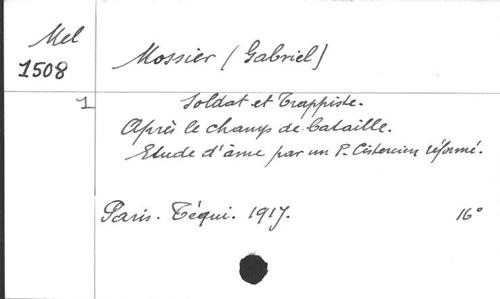 Mel
1508
Mossier (Gabriel)
1
Soldat et Trappiste.
Après le champ de bataille.
Etude d'âme par un P. Cistercien réformé.
Paris. Téqui. 1917. 16°